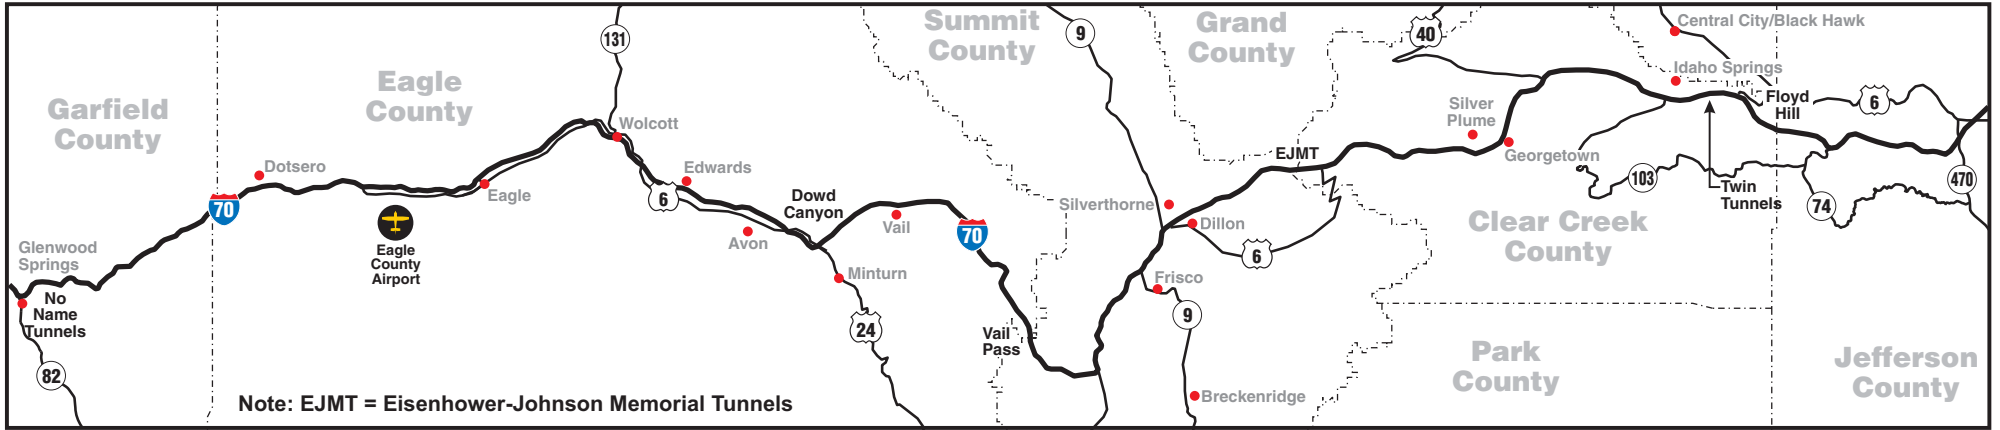 Garfield
County
Eagle
County
Summit
County
Grand
County
Clear Creek
County
Park
County
Jefferson
County
131
9
40
Central City/Black Hawk
Idaho Springs
Floyd
Hill
6
Silver
Plume
Georgetown
EJMT
103
Twin
Tunnels
74
470
Wolcott
Dotsero
Eagle
70
Eagle
County
Airport
6
Edwards
Avon
Dowd
Canyon
Vail
70
Minturn
24
Vail
Pass
Silverthorne
Dillon
6
Frisco
9
Breckenridge
Glenwood
Springs
No
Name
Tunnels
82
Note: EJMT = Eisenhower-Johnson Memorial Tunnels